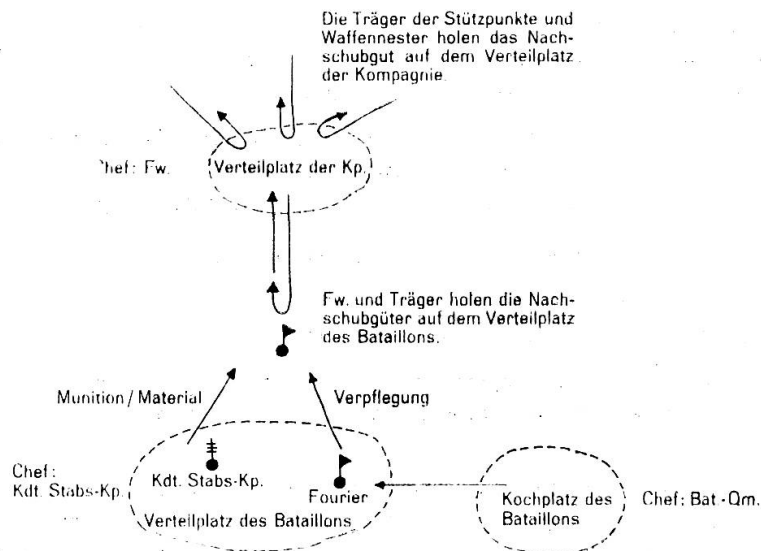 Die Träger der Stützpunkte und
Waffennester holen das Nach-
schubgut auf dem Verteilplatz
der Kompagnie.
Chef: Fw.
Verteilplatz der Kp.
Fw. und Träger holen die Nach-
schubgüter auf dem Verteilplatz
des Bataillons.
Munition / Material
Verpflegung
Chef:
Kdt. Stabs-Kp.
Kdt. Stabs-Kp.
Fourier
Verteilplatz des Bataillons
Kochplatz des
Bataillons
Chef: Bat.-Qm.